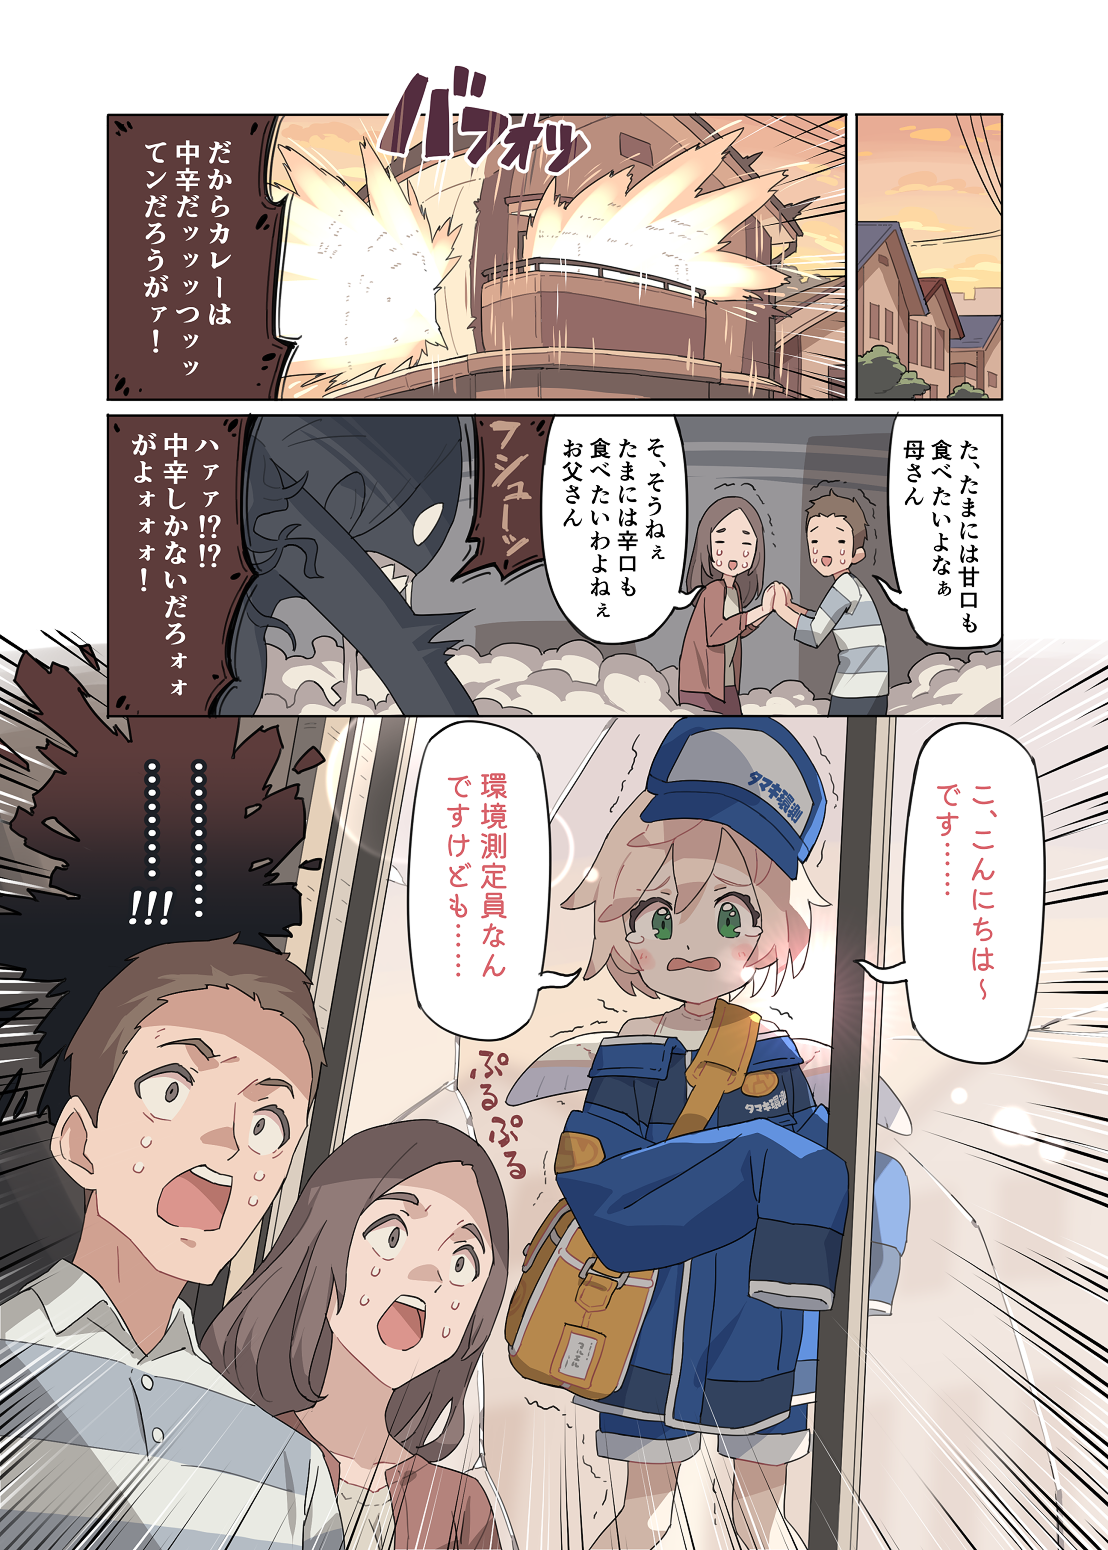 バフォッ
だからカレーは
中辛だッッッつッッ
てンだろうがァ！
た、たまには甘口も
食べたいよなぁ
母さん
そ、そうねぇ
たまには辛口も
食べたいわよねぇ
お父さん
フシューッ
ハァァ!?!?
中辛しかないだろォォ
がよォォォ！
こ、こんにちは～
です……
タマキ環測
環境測定員なん
ですけども……
ぷるぷる
タマキ環測
…………… 
…………!!!